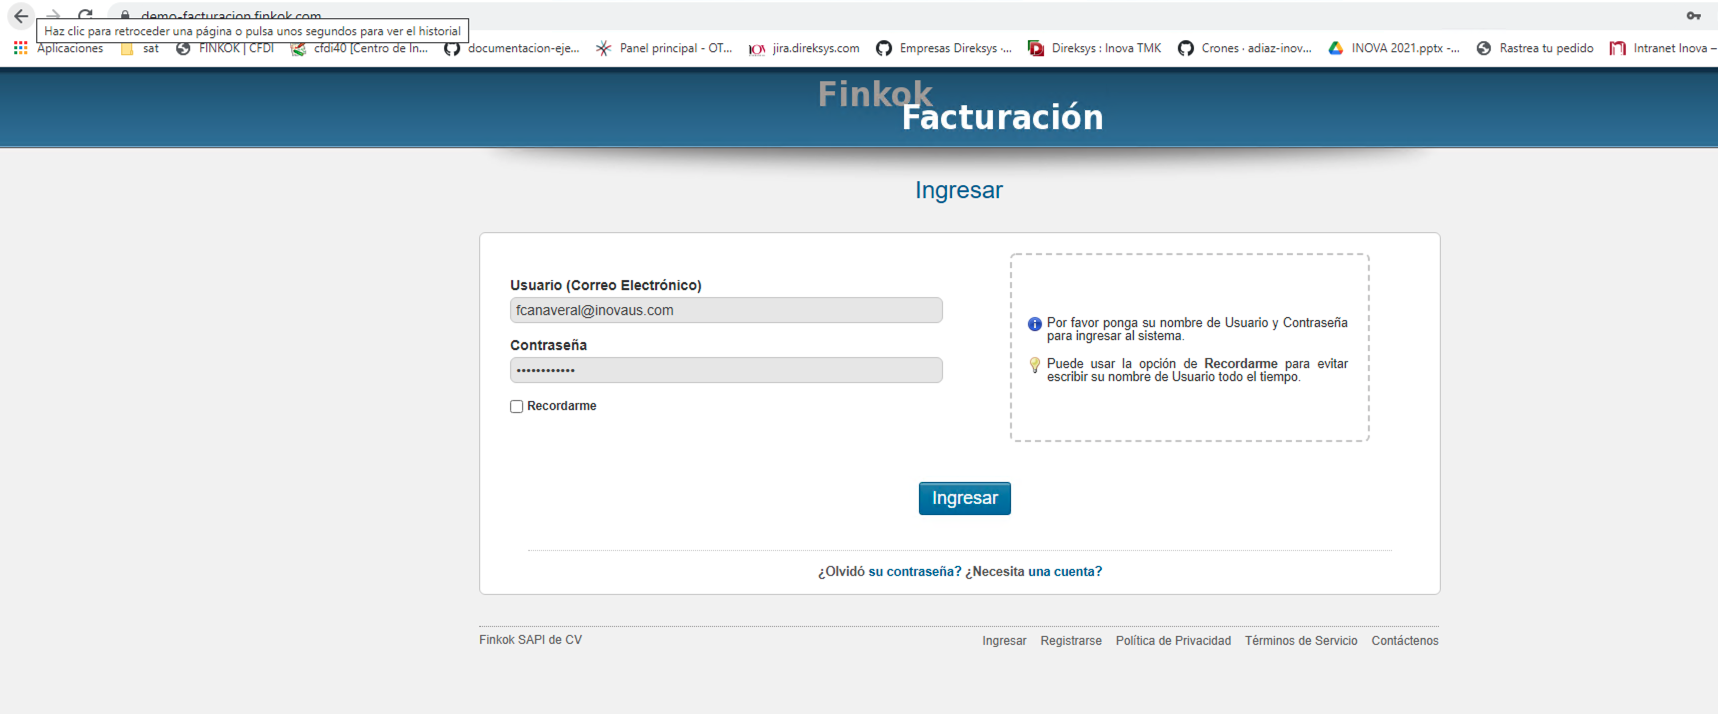 demo-facturacion.finkok.com
Haz clic para retroceder una página o pulsa unos segundos para ver el historial
Aplicaciones sat FINKOK | CFDI cfdi40 [Centro de In... documentacion-eje... Panel principal - OT... jira.direksys.com Empresas Direksys -... Direksys : Inova TMK Crones · adiaz-inov... INOVA 2021.pptx -... Rastrea tu pedido Intranet Inova –
Finkok
Facturación
Ingresar
Usuario (Correo Electrónico)
fcanaveral@inovaus.com
Contraseña
••••••••••••
Recordarme
Por favor ponga su nombre de Usuario y Contraseña
para ingresar al sistema.
Puede usar la opción de Recordarme para evitar
escribir su nombre de Usuario todo el tiempo.
Ingresar
¿Olvidó su contraseña? ¿Necesita una cuenta?
Finkok SAPI de CV
Ingresar Registrarse Política de Privacidad Términos de Servicio Contáctenos